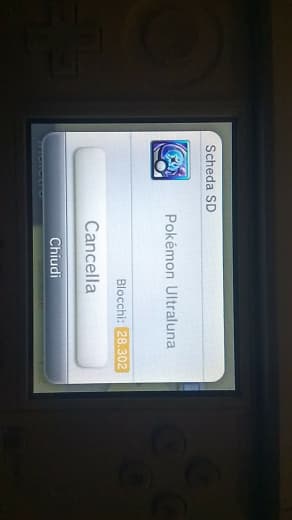 Scheda SD
Pokémon Ultraluna
Blocchi: 28.302
Cancella
Chiudi